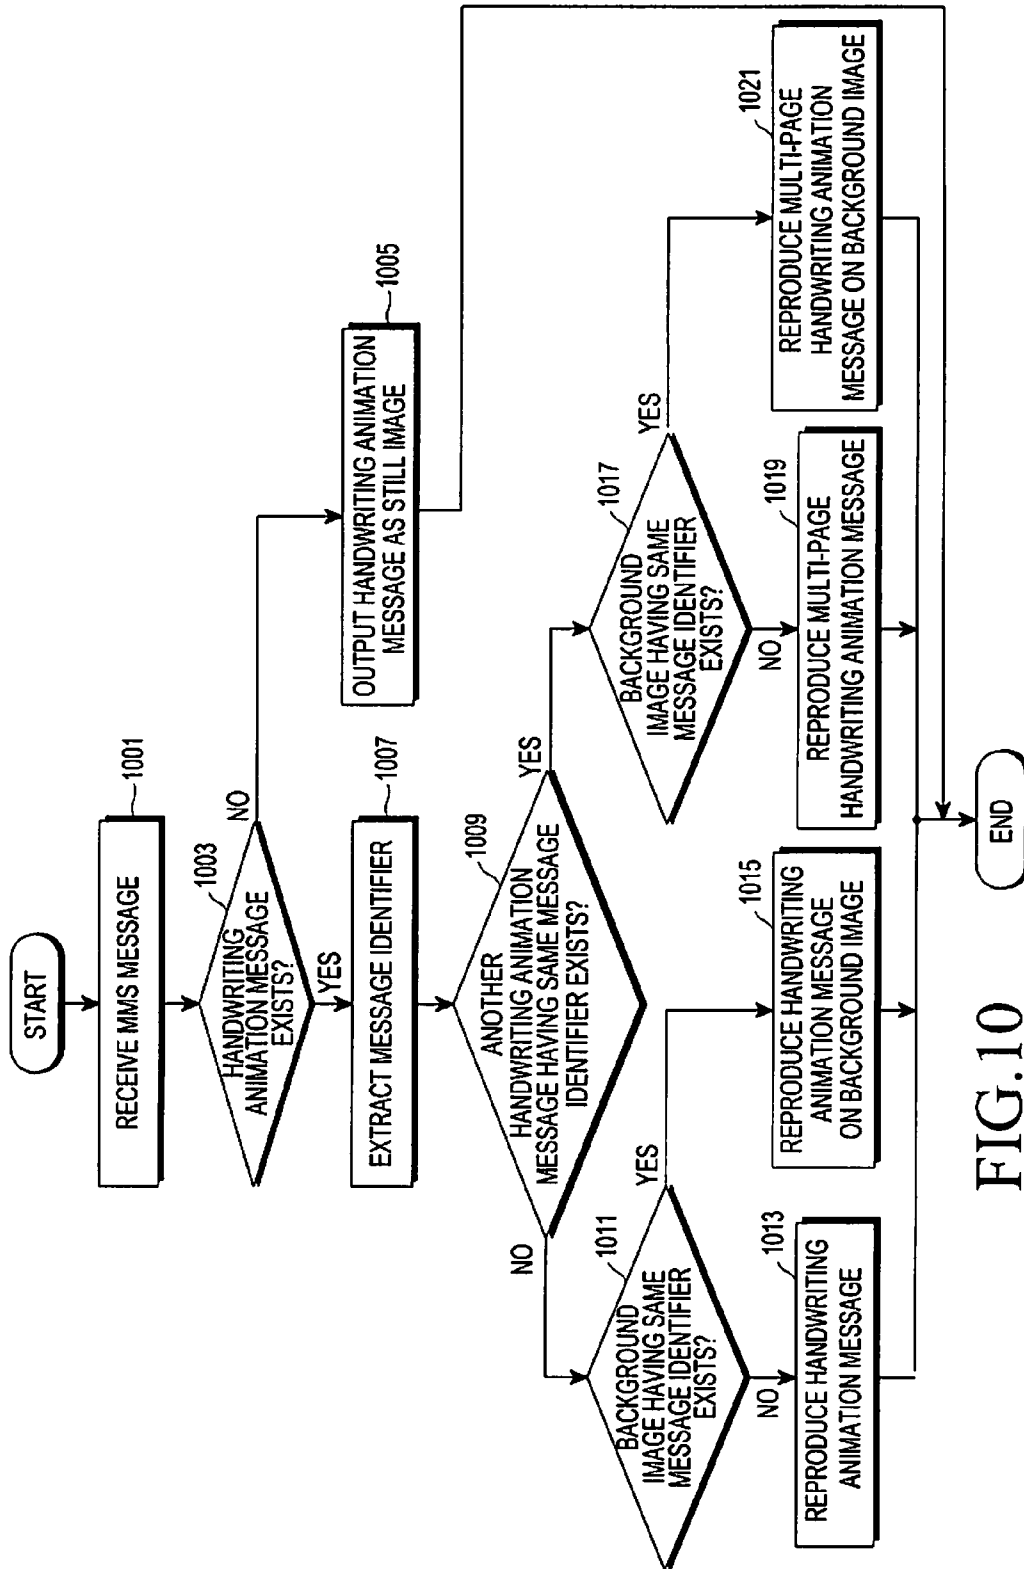 START
RECEIVE MMS MESSAGE
1001
HANDWRITING
ANIMATION MESSAGE
EXISTS?
1003
NO
YES
OUTPUT HANDWRITING ANIMATION
MESSAGE AS STILL IMAGE
1005
EXTRACT MESSAGE IDENTIFIER
1007
ANOTHER
HANDWRITING ANIMATION
MESSAGE HAVING SAME MESSAGE
IDENTIFIER EXISTS?
1009
NO
YES
BACKGROUND
IMAGE HAVING SAME
MESSAGE IDENTIFIER
EXISTS?
1011
YES
NO
BACKGROUND
IMAGE HAVING SAME
MESSAGE IDENTIFIER
EXISTS?
1017
YES
NO
REPRODUCE HANDWRITING
ANIMATION MESSAGE
1013
REPRODUCE HANDWRITING
ANIMATION MESSAGE
ON BACKGROUND IMAGE
1015
REPRODUCE MULTI-PAGE
HANDWRITING ANIMATION MESSAGE
1019
REPRODUCE MULTI-PAGE
HANDWRITING ANIMATION
MESSAGE ON BACKGROUND IMAGE
1021
END
FIG.10